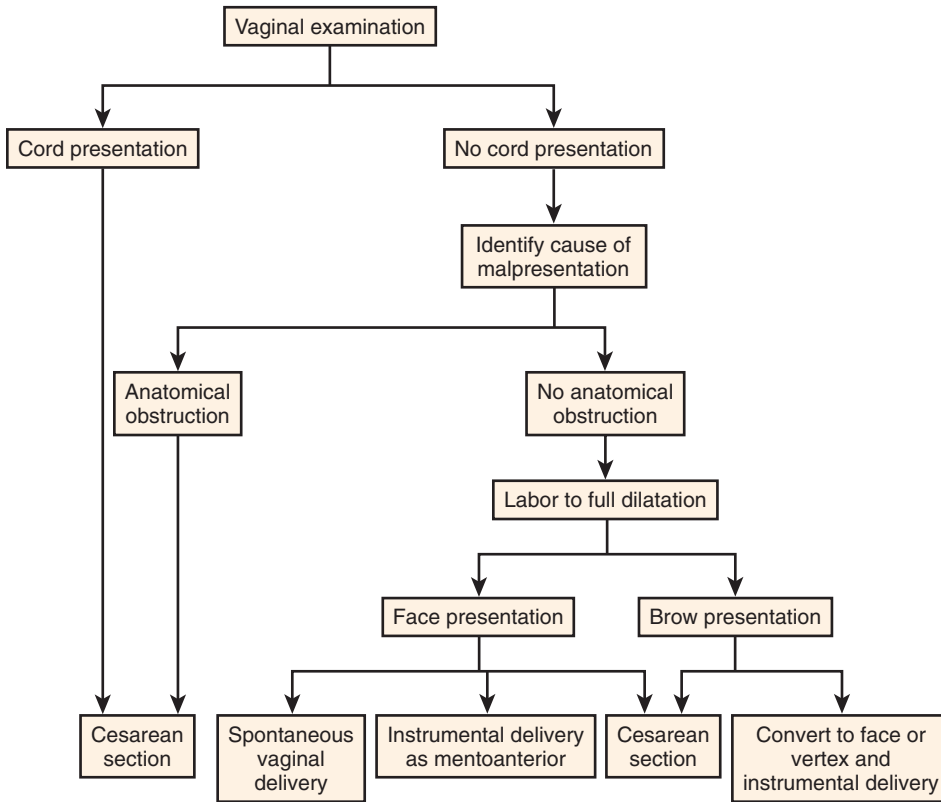 Vaginal examination
Cord presentation
No cord presentation
Identify cause of
malpresentation
Anatomical
obstruction
No anatomical
obstruction
Labor to full dilatation
Face presentation
Brow presentation
Cesarean
section
Spontaneous
vaginal
delivery
Instrumental delivery
as mentoanterior
Cesarean
section
Convert to face or
vertex and
instrumental delivery